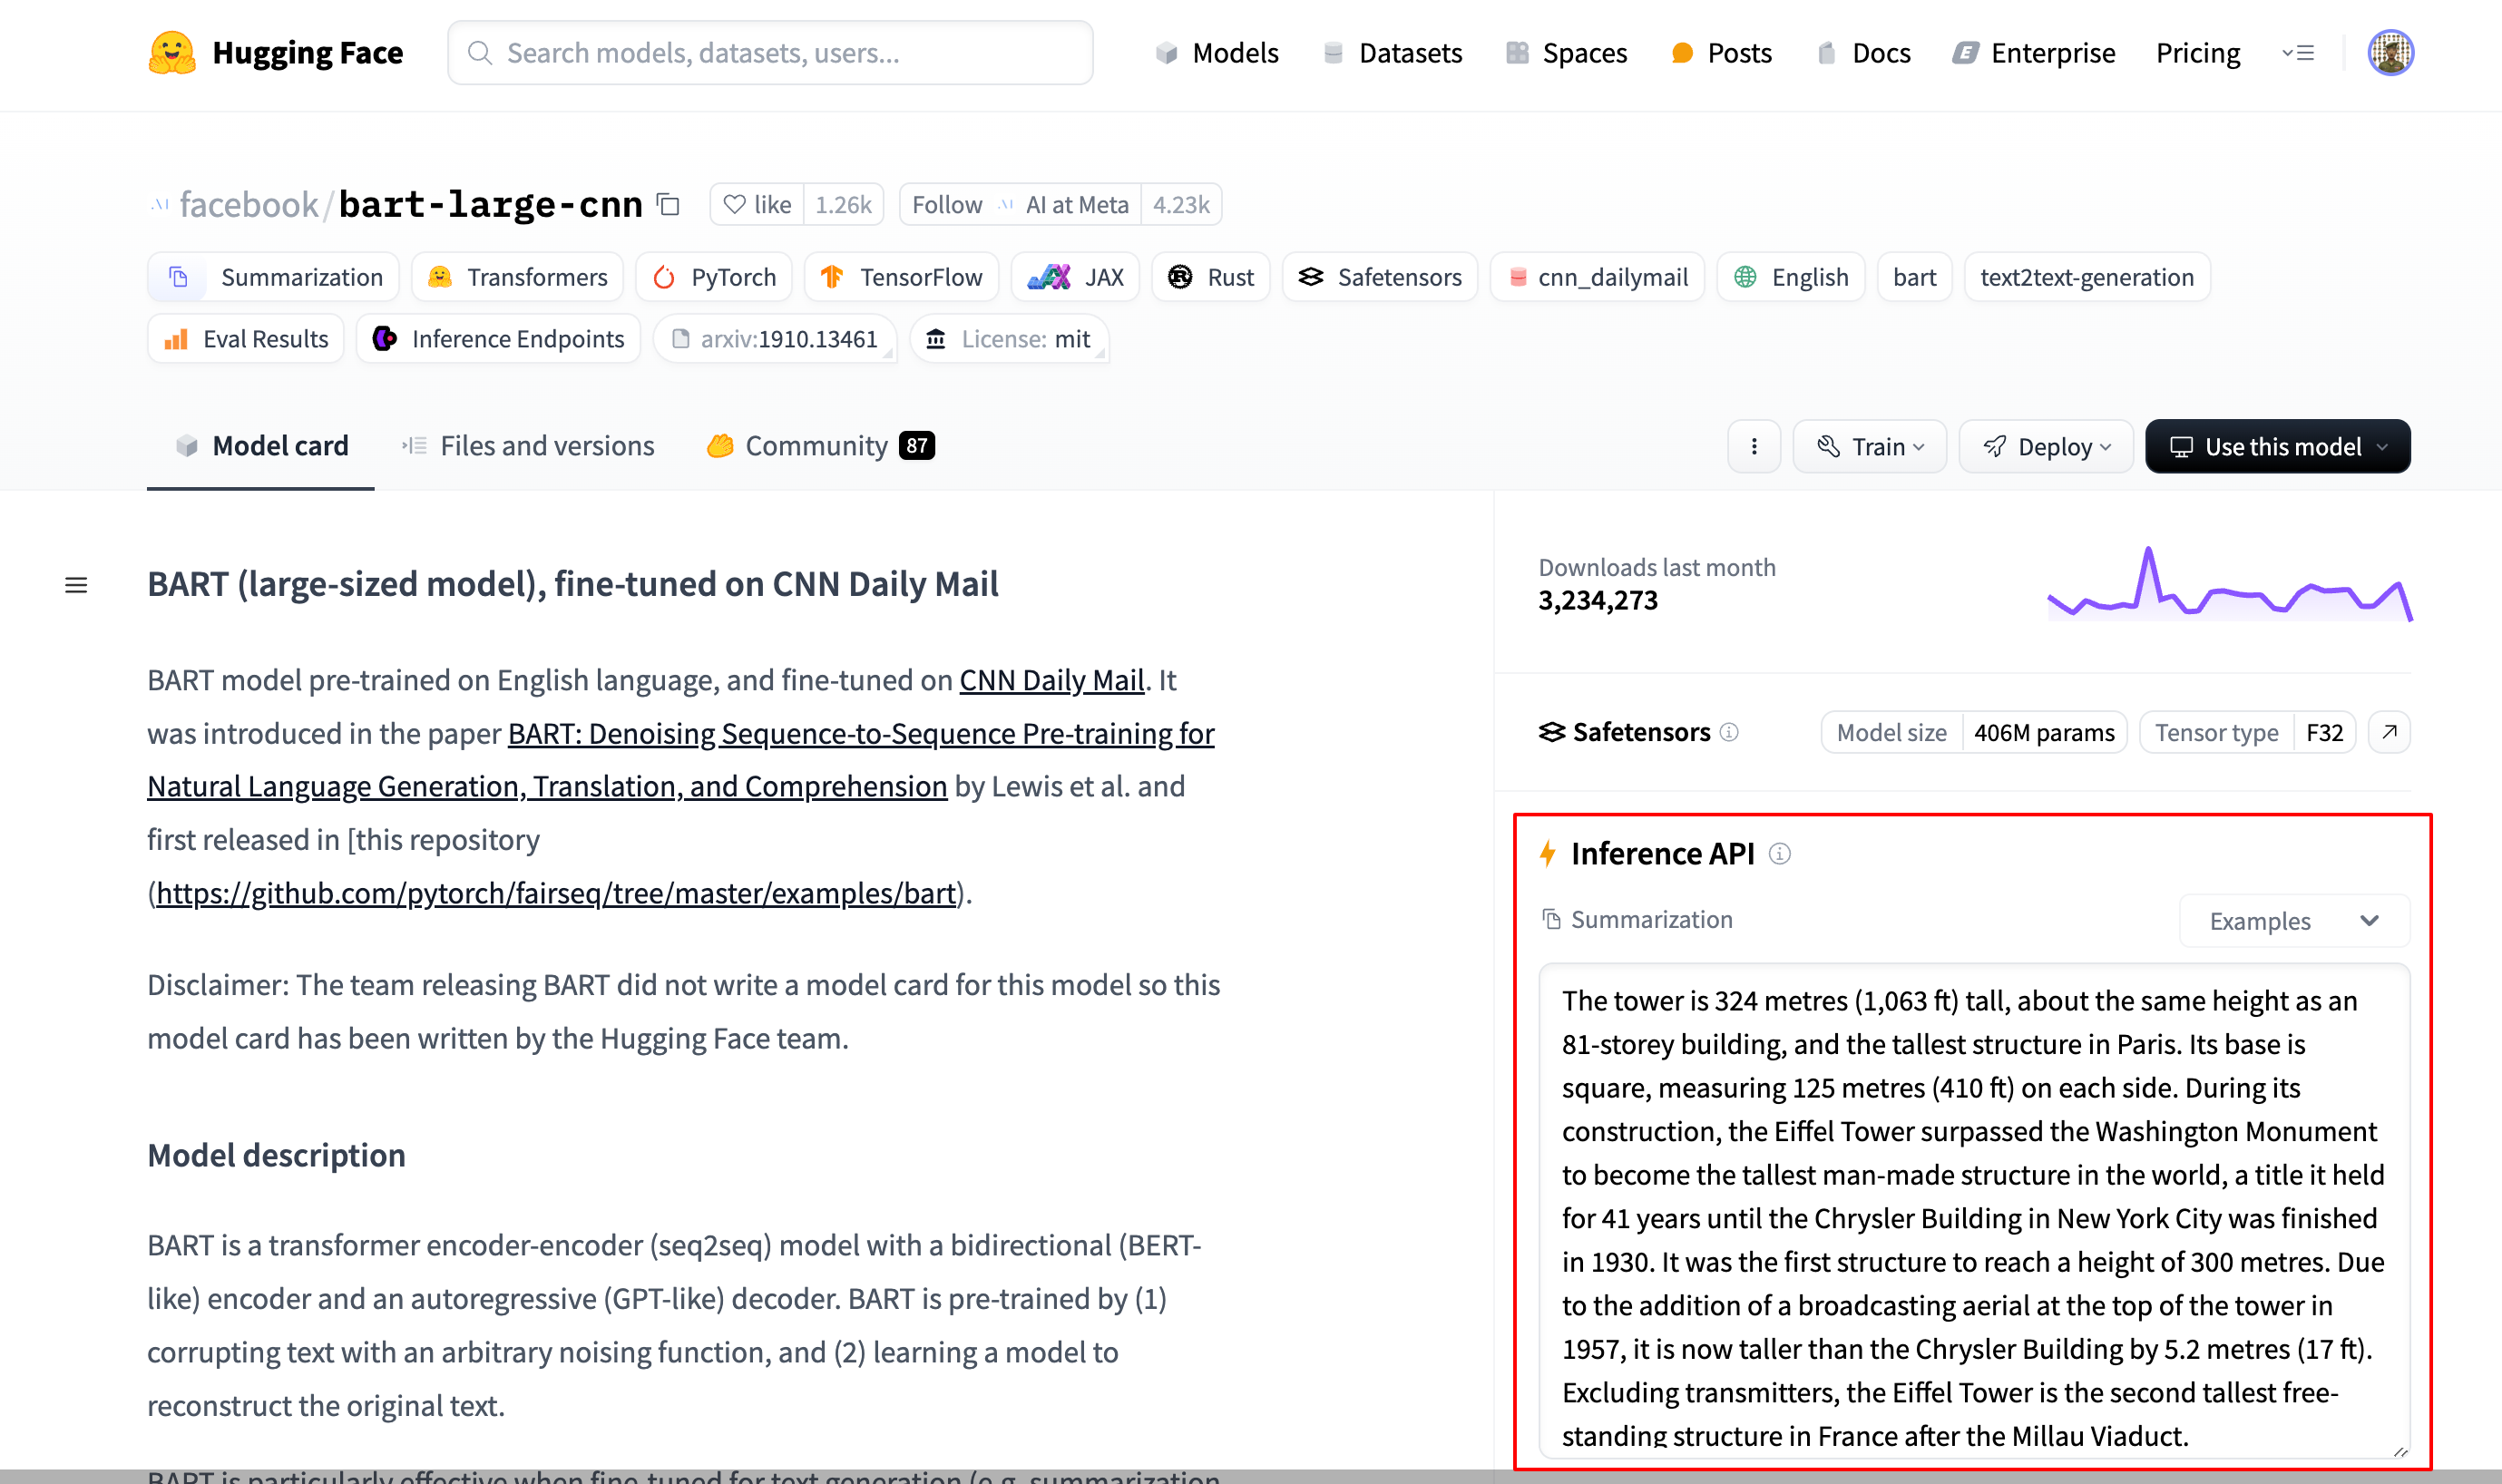 Hugging Face
Search models, datasets, users...
Models
Datasets
Spaces
Posts
Docs
Enterprise
Pricing
facebook/bart-large-cnn
like 1.26k
Follow AI at Meta 4.23k
Summarization
Transformers
PyTorch
TensorFlow
JAX
Rust
Safetensors
cnn_dailymail
English
bart
text2text-generation
Eval Results
Inference Endpoints
arxiv:1910.13461
License: mit
Model card
Files and versions
Community 87
Train
Deploy
Use this model
BART (large-sized model), fine-tuned on CNN Daily Mail
BART model pre-trained on English language, and fine-tuned on CNN Daily Mail. It
was introduced in the paper BART: Denoising Sequence-to-Sequence Pre-training for
Natural Language Generation, Translation, and Comprehension by Lewis et al. and
first released in [this repository
(https://github.com/pytorch/fairseq/tree/master/examples/bart).
Disclaimer: The team releasing BART did not write a model card for this model so this
model card has been written by the Hugging Face team.
Model description
BART is a transformer encoder-encoder (seq2seq) model with a bidirectional (BERT-
like) encoder and an autoregressive (GPT-like) decoder. BART is pre-trained by (1)
corrupting text with an arbitrary noising function, and (2) learning a model to
reconstruct the original text.
BART is particularly effective when fine-tuned for text generation (e.g. summarization,
Downloads last month
3,234,273
Safetensors
Model size 406M params
Tensor type F32
Inference API
Summarization
Examples
The tower is 324 metres (1,063 ft) tall, about the same height as an
81-storey building, and the tallest structure in Paris. Its base is
square, measuring 125 metres (410 ft) on each side. During its
construction, the Eiffel Tower surpassed the Washington Monument
to become the tallest man-made structure in the world, a title it held
for 41 years until the Chrysler Building in New York City was finished
in 1930. It was the first structure to reach a height of 300 metres. Due
to the addition of a broadcasting aerial at the top of the tower in
1957, it is now taller than the Chrysler Building by 5.2 metres (17 ft).
Excluding transmitters, the Eiffel Tower is the second tallest free-
standing structure in France after the Millau Viaduct.